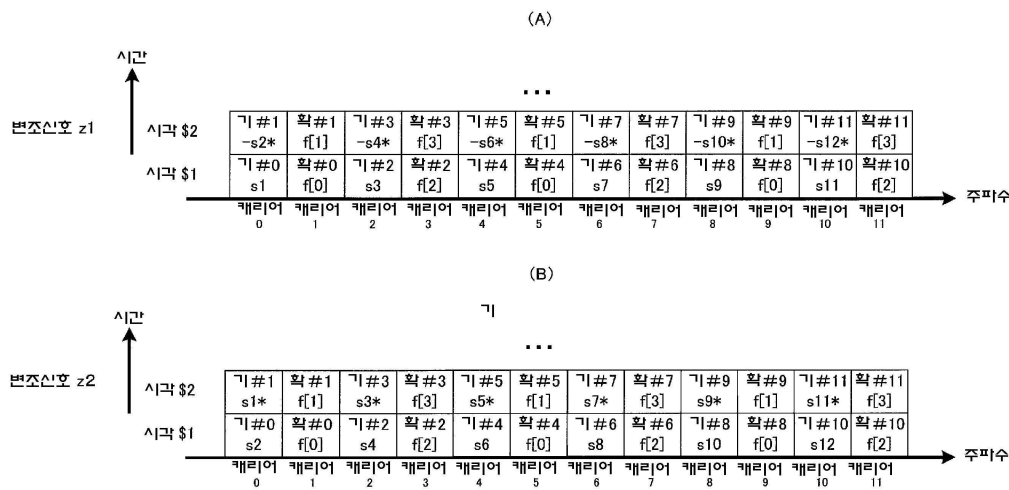 (A)
시간
...
변조신호 z1
시각 $2 기#1 확#1 기#3 확#3 기#5 확#5 기#7 확#7 기#9 확#9 기#11 확#11
-s2* f[1] -s4* f[3] -s6* f[1] -s8* f[3] -s10* f[1] -s12* f[3]
시각 $1 기#0 확#0 기#2 확#2 기#4 확#4 기#6 확#6 기#8 확#8 기#10 확#10
s1 f[0] s3 f[2] s5 f[0] s7 f[2] s9 f[0] s11 f[2]
주파수
캐리어 캐리어 캐리어 캐리어 캐리어 캐리어 캐리어 캐리어 캐리어 캐리어 캐리어 캐리어
0 1 2 3 4 5 6 7 8 9 10 11
(B)
기
시간
...
변조신호 z2
시각 $2 기#1 확#1 기#3 확#3 기#5 확#5 기#7 확#7 기#9 확#9 기#11 확#11
s1* f[1] s3* f[3] s5* f[1] s7* f[3] s9* f[1] s11* f[3]
시각 $1 기#0 확#0 기#2 확#2 기#4 확#4 기#6 확#6 기#8 확#8 기#10 확#10
s2 f[0] s4 f[2] s6 f[0] s8 f[2] s10 f[0] s12 f[2]
주파수
캐리어 캐리어 캐리어 캐리어 캐리어 캐리어 캐리어 캐리어 캐리어 캐리어 캐리어 캐리어
0 1 2 3 4 5 6 7 8 9 10 11